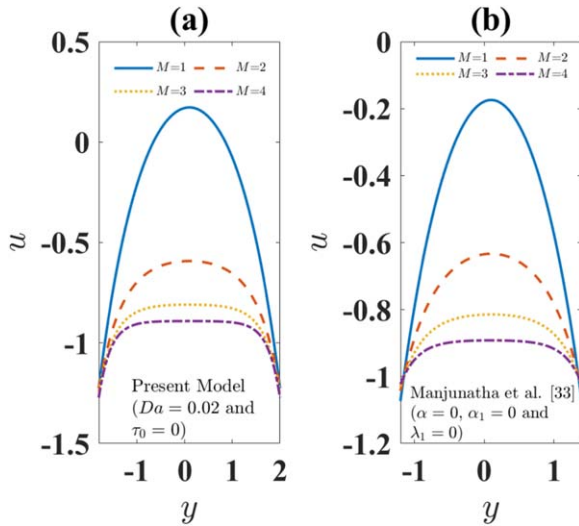 (a)
0.5
M=1 M=2
M=3 M=4
0
-0.5
-1
-1.5
u
Present Model
(Da = 0.02 and
τ₀ = 0)
-1 0 1 2
y
(b)
0
M=1 M=2
M=3 M=4
-0.2
-0.4
-0.6
-0.8
-1
-1.2
u
Manjunatha et al. [33]
(α = 0, α₁ = 0 and
λ₁ = 0)
-1 0 1
y